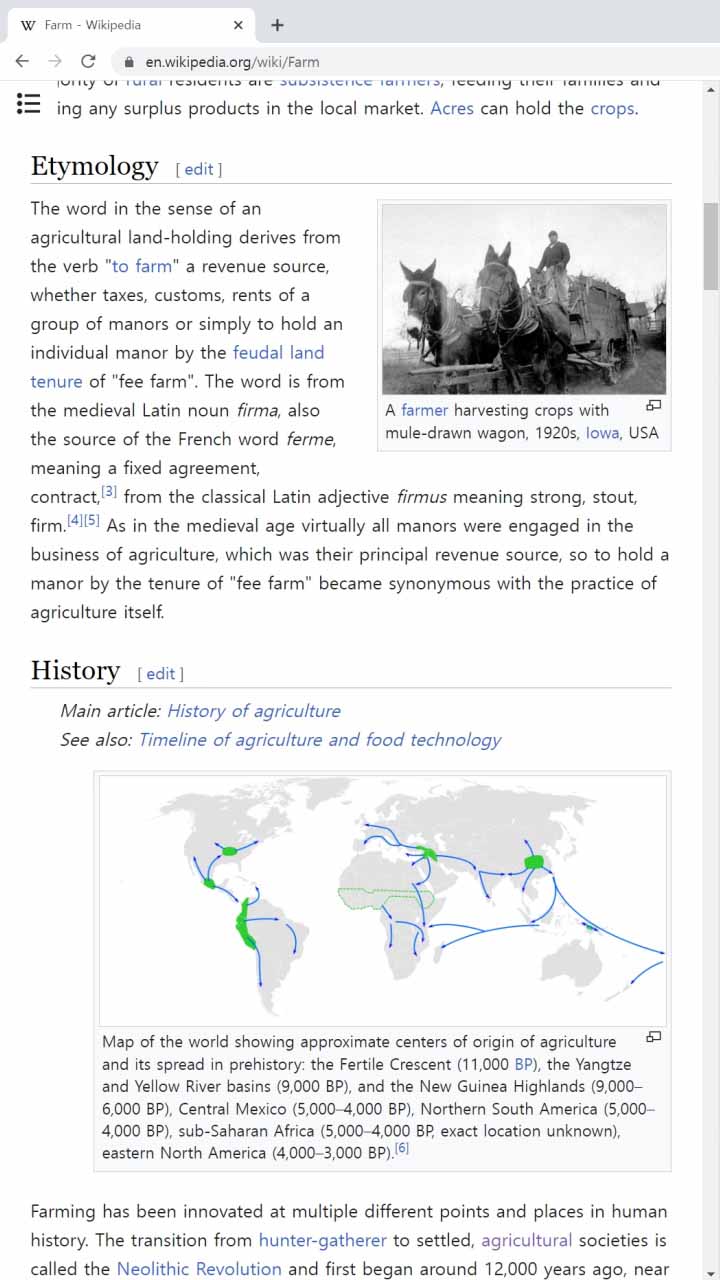 W Farm - Wikipedia
en.wikipedia.org/wiki/Farm
jority of rural residents are subsistence farmers, feeding their families and
ing any surplus products in the local market. Acres can hold the crops.
Etymology [ edit ]
The word in the sense of an
agricultural land-holding derives from
the verb "to farm" a revenue source,
whether taxes, customs, rents of a
group of manors or simply to hold an
individual manor by the feudal land
tenure of "fee farm". The word is from
the medieval Latin noun firma, also
the source of the French word ferme,
meaning a fixed agreement,
contract,[3] from the classical Latin adjective firmus meaning strong, stout,
firm.[4][5] As in the medieval age virtually all manors were engaged in the
business of agriculture, which was their principal revenue source, so to hold a
manor by the tenure of "fee farm" became synonymous with the practice of
agriculture itself.
A farmer harvesting crops with
mule-drawn wagon, 1920s, Iowa, USA
History [ edit ]
Main article: History of agriculture
See also: Timeline of agriculture and food technology
Map of the world showing approximate centers of origin of agriculture
and its spread in prehistory: the Fertile Crescent (11,000 BP), the Yangtze
and Yellow River basins (9,000 BP), and the New Guinea Highlands (9,000–
6,000 BP), Central Mexico (5,000–4,000 BP), Northern South America (5,000–
4,000 BP), sub-Saharan Africa (5,000–4,000 BP, exact location unknown),
eastern North America (4,000–3,000 BP).[6]
Farming has been innovated at multiple different points and places in human
history. The transition from hunter-gatherer to settled, agricultural societies is
called the Neolithic Revolution and first began around 12,000 years ago, near